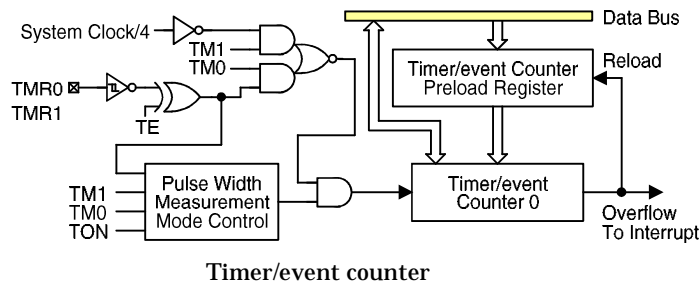 System Clock/4
TM1
TM0
TMR0
TMR1
TE
TM1
TM0
TON
Pulse Width
Measurement
Mode Control
Data Bus
Timer/event Counter
Preload Register
Reload
Timer/event
Counter 0
Overflow
To Interrupt
Timer/event counter